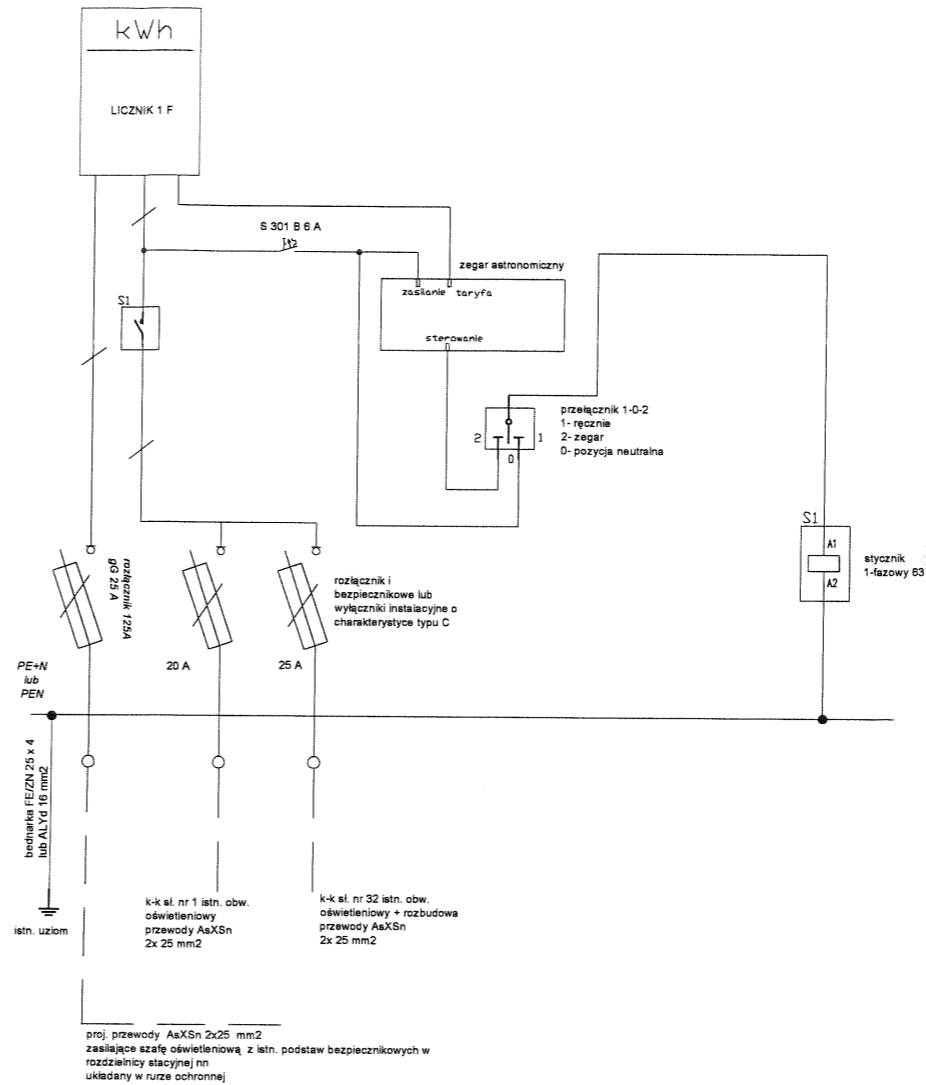 kWh
LICZNIK 1 F
S 301 B 6 A
zegar astronomiczny
zasilanie taryfa
sterowanie
S1
przełącznik 1-0-2
1- ręcznie
2- zegar
0- pozycja neutralna
2
1
0
S1
A1
A2
stycznik
1-fazowy 63
rozłącznik 125A
gG 25 A
rozłącznik i
bezpiecznikowe lub
wyłączniki instalacyjne o
charakterystyce typu C
20 A
25 A
PE+N
lub
PEN
bednarka FE/ZN 25 x 4
lub ALYd 16 mm2
istn. uziom
k-k sł. nr 1 istn. obw.
oświetleniowy
przewody AsXSn
2x 25 mm2
k-k sł. nr 32 istn. obw.
oświetleniowy + rozbudowa
przewody AsXSn
2x 25 mm2
proj. przewody AsXSn 2x25 mm2
zasilające szafę oświetleniową z istn. podstaw bezpiecznikowych w
rozdzielnicy stacyjnej nn
układany w rurze ochronnej